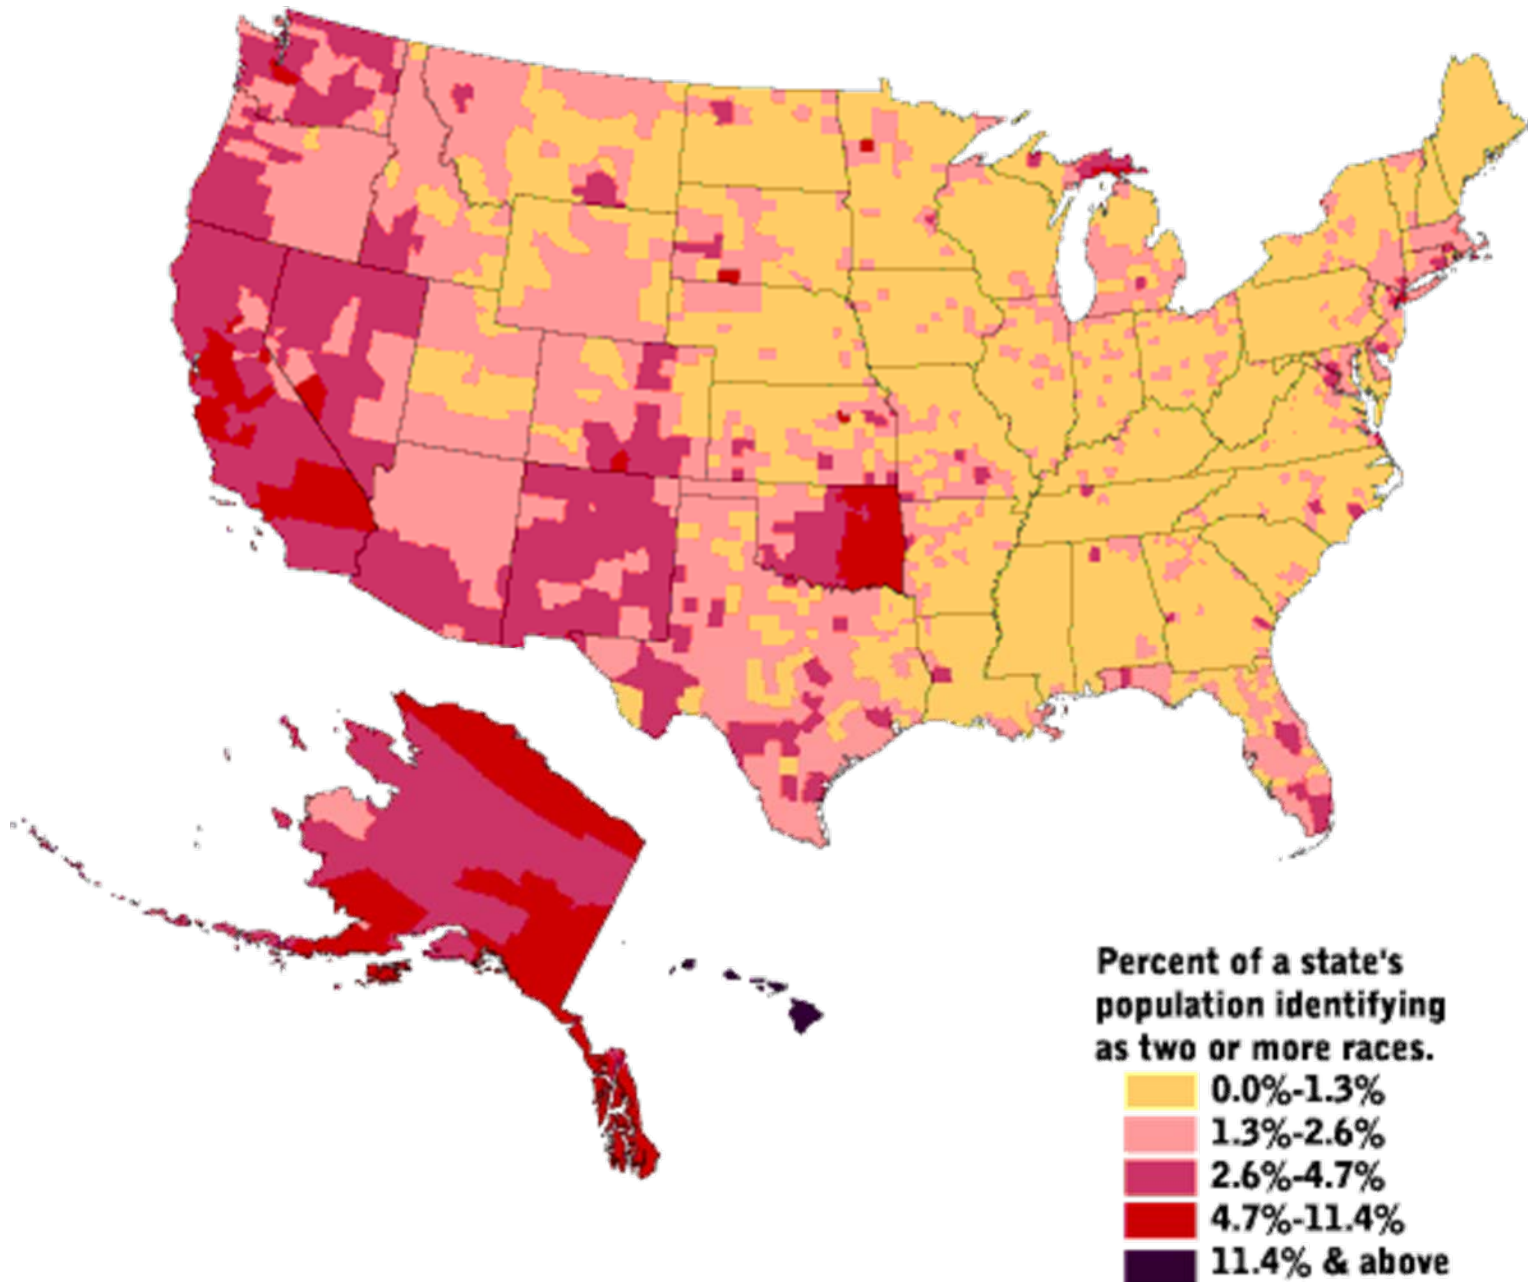 Percent of a state's
population identifying
as two or more races.
0.0%-1.3%
1.3%-2.6%
2.6%-4.7%
4.7%-11.4%
11.4% & above